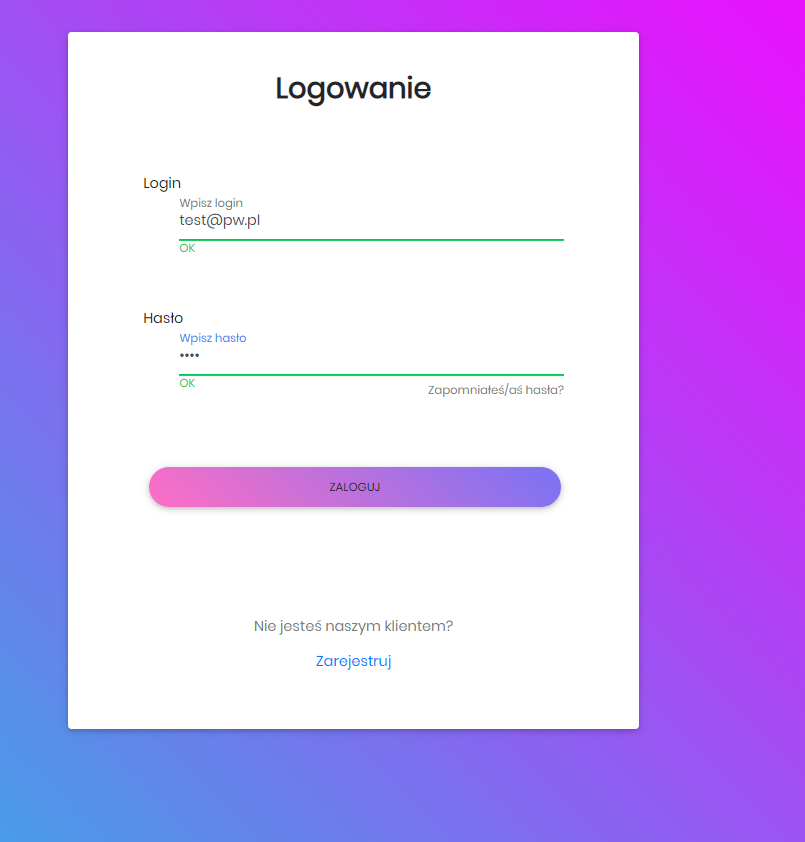 Logowanie
Login
Wpisz login
test@pw.pl
OK
Hasło
Wpisz hasło
••••
OK
Zapomniałeś/aś hasła?
ZALOGUJ
Nie jesteś naszym klientem?
Zarejestruj